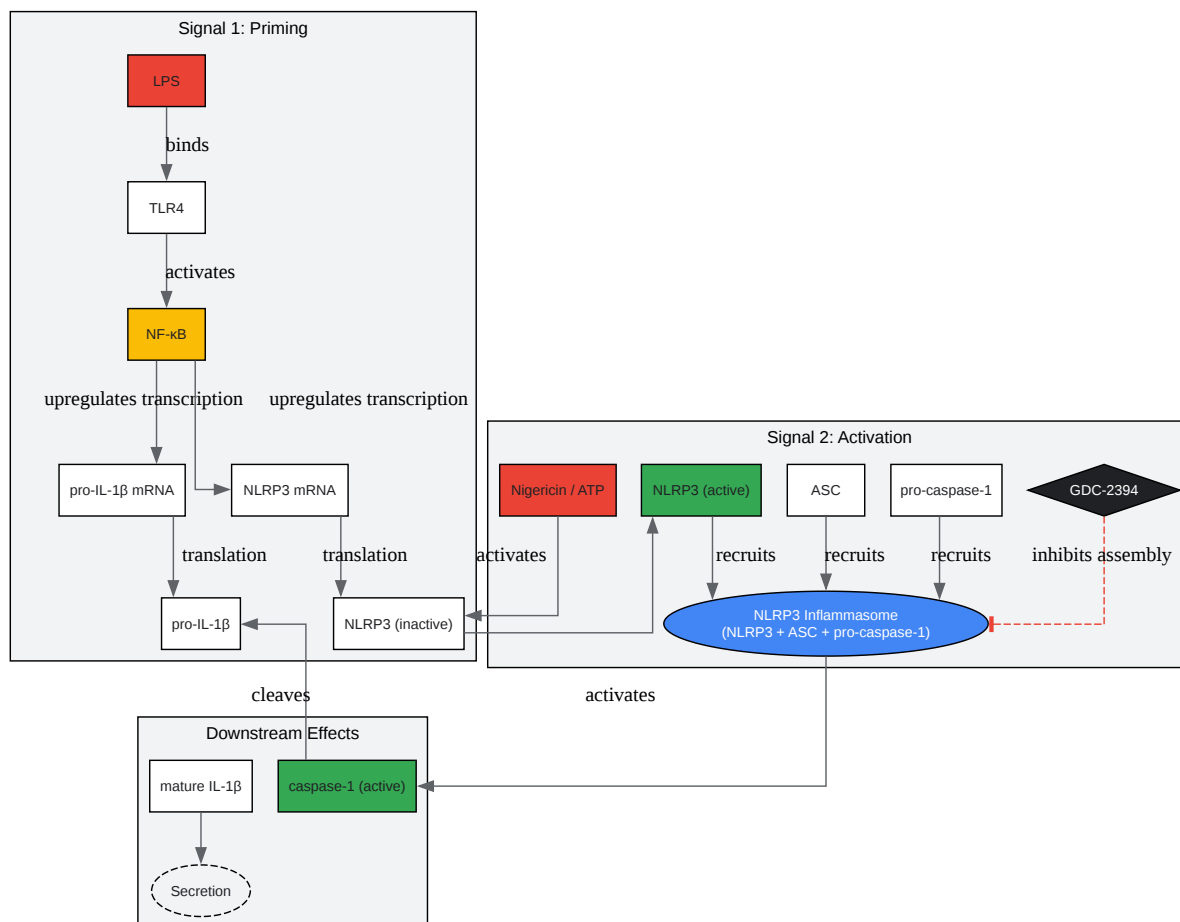 Signal 1: Priming
LPS
binds
TLR4
activates
NF-κB
upregulates transcription
upregulates transcription
pro-IL-1β mRNA
NLRP3 mRNA
translation
translation
pro-IL-1β
NLRP3 (inactive)
Signal 2: Activation
Nigericin / ATP
NLRP3 (active)
ASC
pro-caspase-1
GDC-2394
activates
recruits
recruits
recruits
inhibits assembly
NLRP3 Inflammasome
(NLRP3 + ASC + pro-caspase-1)
cleaves
activates
Downstream Effects
mature IL-1β
caspase-1 (active)
Secretion